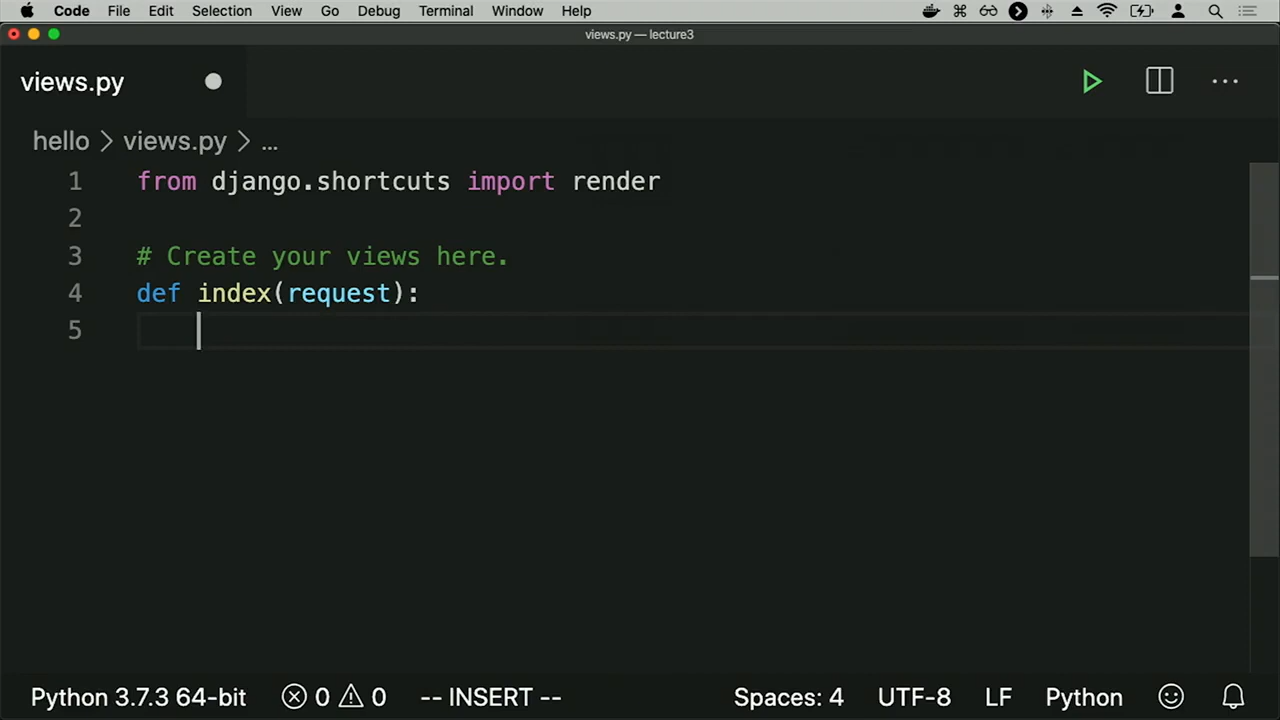 Code File Edit Selection View Go Debug Terminal Window Help
views.py — lecture3
views.py
hello > views.py > ...
1 from django.shortcuts import render
2
3 # Create your views here.
4 def index(request):
5
Python 3.7.3 64-bit 0 0 -- INSERT -- Spaces: 4 UTF-8 LF Python